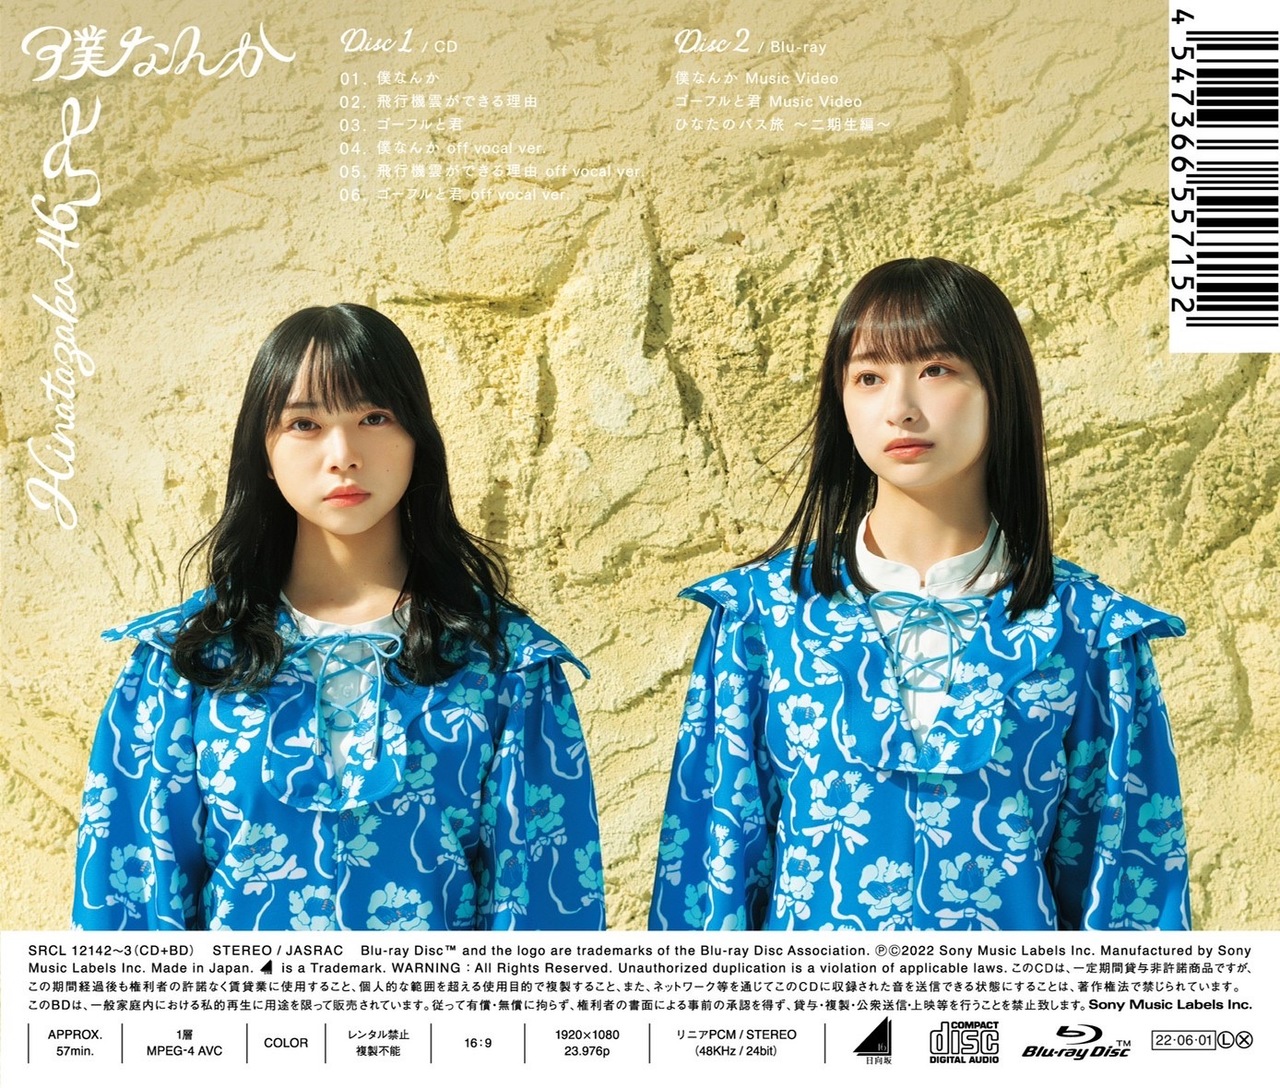 僕なんか
Hinatazaka46
Disc 1 / CD
01. 僕なんか
02. 飛行機雲ができる理由
03. ゴーフルと君
04. 僕なんか off vocal ver.
05. 飛行機雲ができる理由 off vocal ver.
06. ゴーフルと君 off vocal ver.
Disc 2 / Blu-ray
僕なんか Music Video
ゴーフルと君 Music Video
ひなたのバス旅 〜二期生編〜
4 547366 557152
SRCL 12142〜3(CD+BD) STEREO / JASRAC Blu-ray Disc™ and the logo are trademarks of the Blu-ray Disc Association. ℗©2022 Sony Music Labels Inc. Manufactured by Sony
Music Labels Inc. Made in Japan. is a Trademark. WARNING : All Rights Reserved. Unauthorized duplication is a violation of applicable laws. このCDは、一定期間貸与非許諾商品ですが、
この期間経過後も権利者の許諾なく賃貸業に使用すること、個人的な範囲を超える使用目的で複製すること、また、ネットワーク等を通じてこのCDに収録された音を送信できる状態にすることは、著作権法で禁じられています。
このBDは、一般家庭内における私的再生に用途を限って販売されています。従って有償・無償に拘らず、権利者の書面による事前の承認を得ず、貸与・複製・公衆送信・上映等を行うことを禁止致します。Sony Music Labels Inc.
APPROX.
57min.
1層
MPEG-4 AVC
COLOR
レンタル禁止
複製不能
16:9
1920×1080
23.976p
リニアPCM / STEREO
(48KHz / 24bit)
46
日向坂
COMPACT
disc
DIGITAL AUDIO
Blu-ray Disc™
22·06·01 Ⓛ Ⓧ